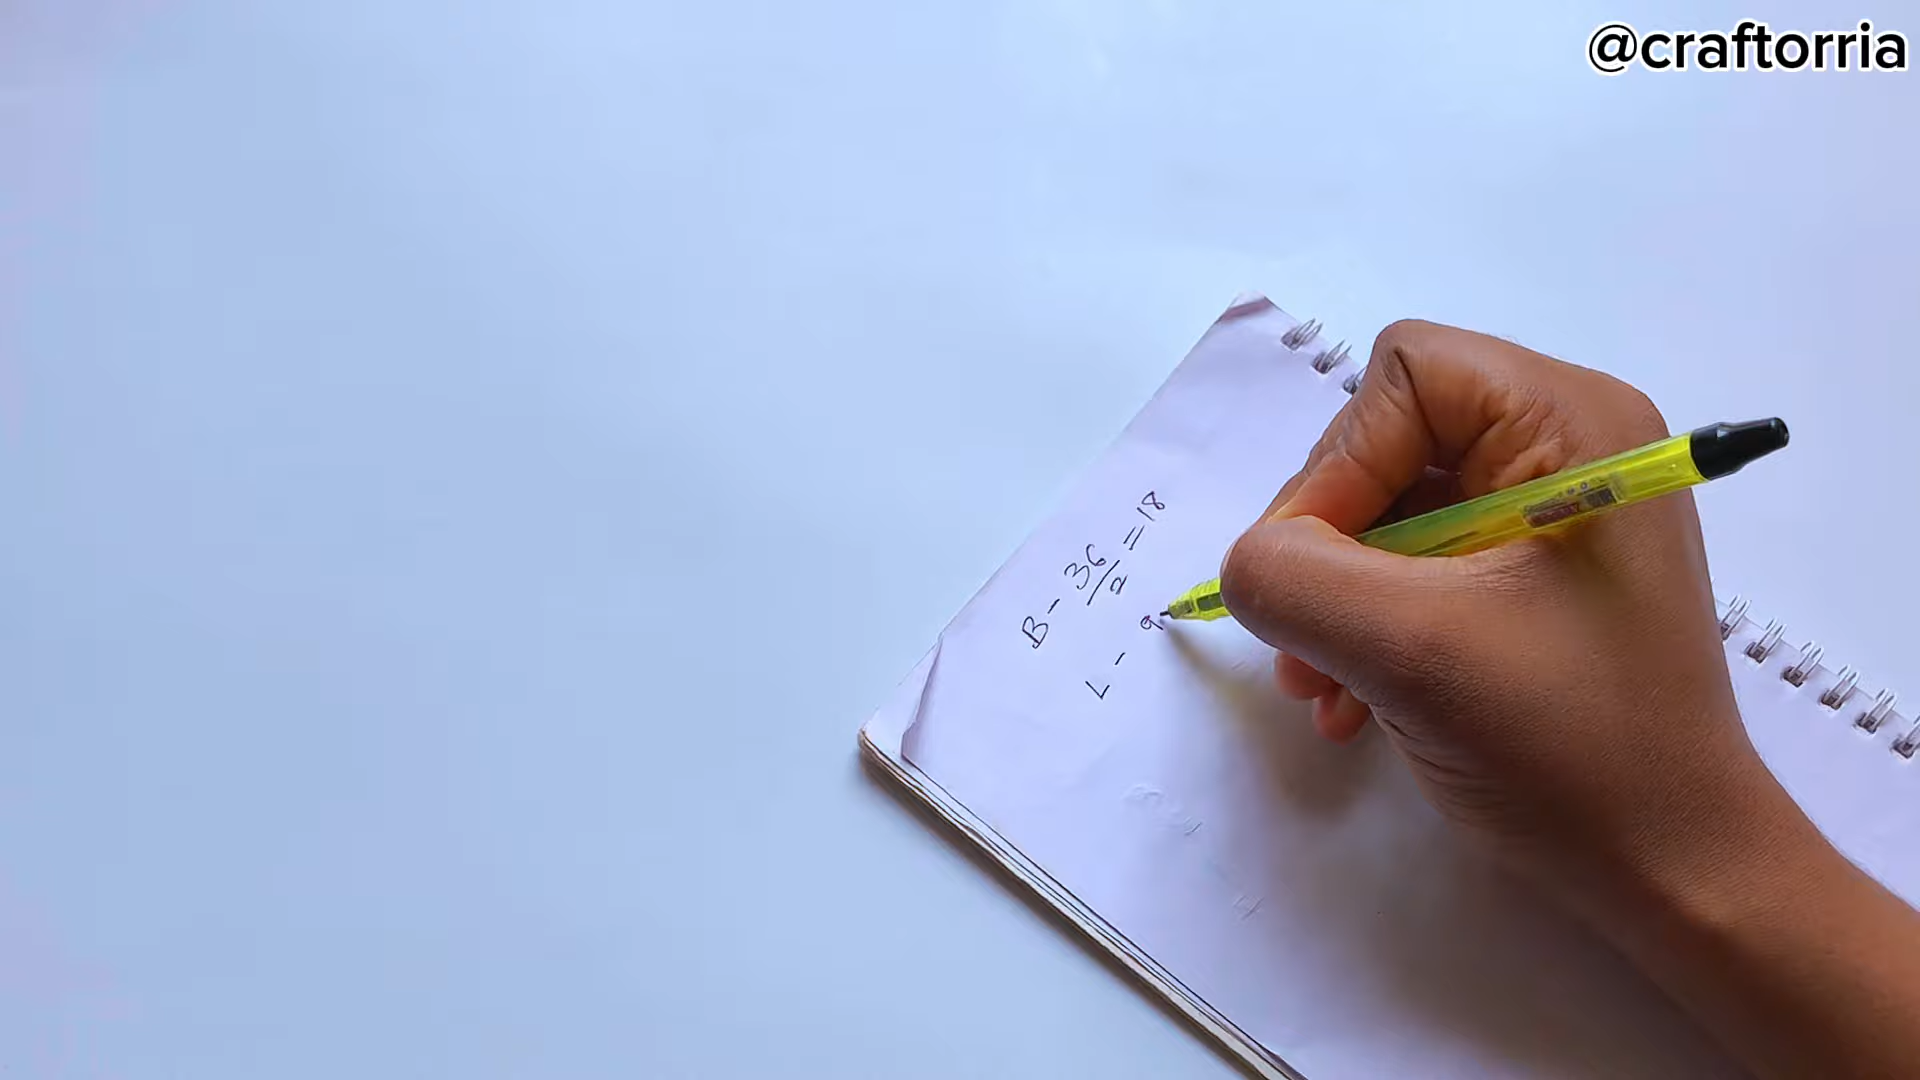 @craftorria
B - 36/2 = 18
L - 9